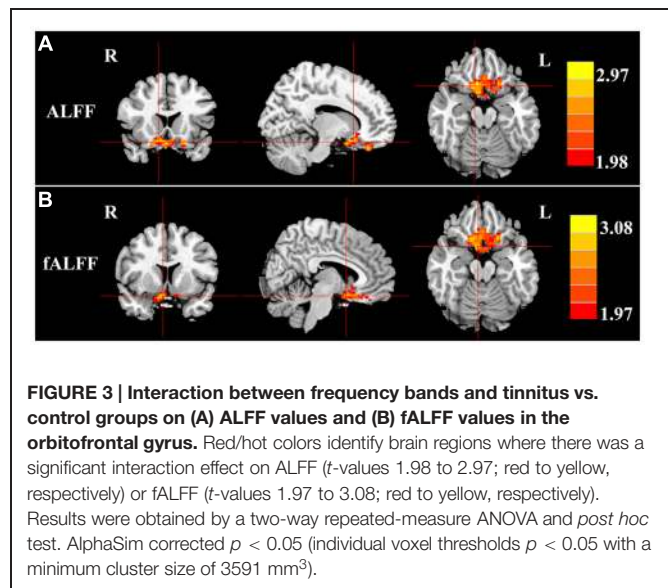 A
R
L
ALFF
2.97
1.98
B
R
L
fALFF
3.08
1.97
FIGURE 3 | Interaction between frequency bands and tinnitus vs.
control groups on (A) ALFF values and (B) fALFF values in the
orbitofrontal gyrus. Red/hot colors identify brain regions where there was a
significant interaction effect on ALFF (t-values 1.98 to 2.97; red to yellow,
respectively) or fALFF (t-values 1.97 to 3.08; red to yellow, respectively).
Results were obtained by a two-way repeated-measure ANOVA and post hoc
test. AlphaSim corrected p < 0.05 (individual voxel thresholds p < 0.05 with a
minimum cluster size of 3591 mm³).